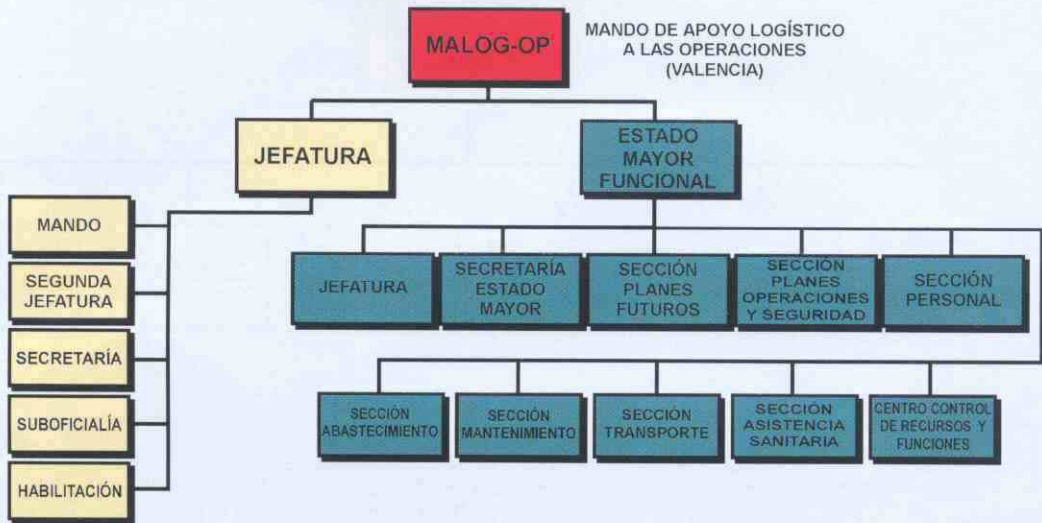 MALOG-OP
MANDO DE APOYO LOGÍSTICO
A LAS OPERACIONES
(VALENCIA)
JEFATURA
ESTADO
MAYOR
FUNCIONAL
MANDO
SEGUNDA
JEFATURA
SECRETARÍA
SUBOFICIALÍA
HABILITACIÓN
JEFATURA
SECRETARÍA
ESTADO
MAYOR
SECCIÓN
PLANES
FUTUROS
SECCIÓN
PLANES
OPERACIONES
Y SEGURIDAD
SECCIÓN
PERSONAL
SECCIÓN
ABASTECIMIENTO
SECCIÓN
MANTENIMIENTO
SECCIÓN
TRANSPORTE
SECCIÓN
ASISTENCIA
SANITARIA
CENTRO CONTROL
DE RECURSOS Y
FUNCIONES